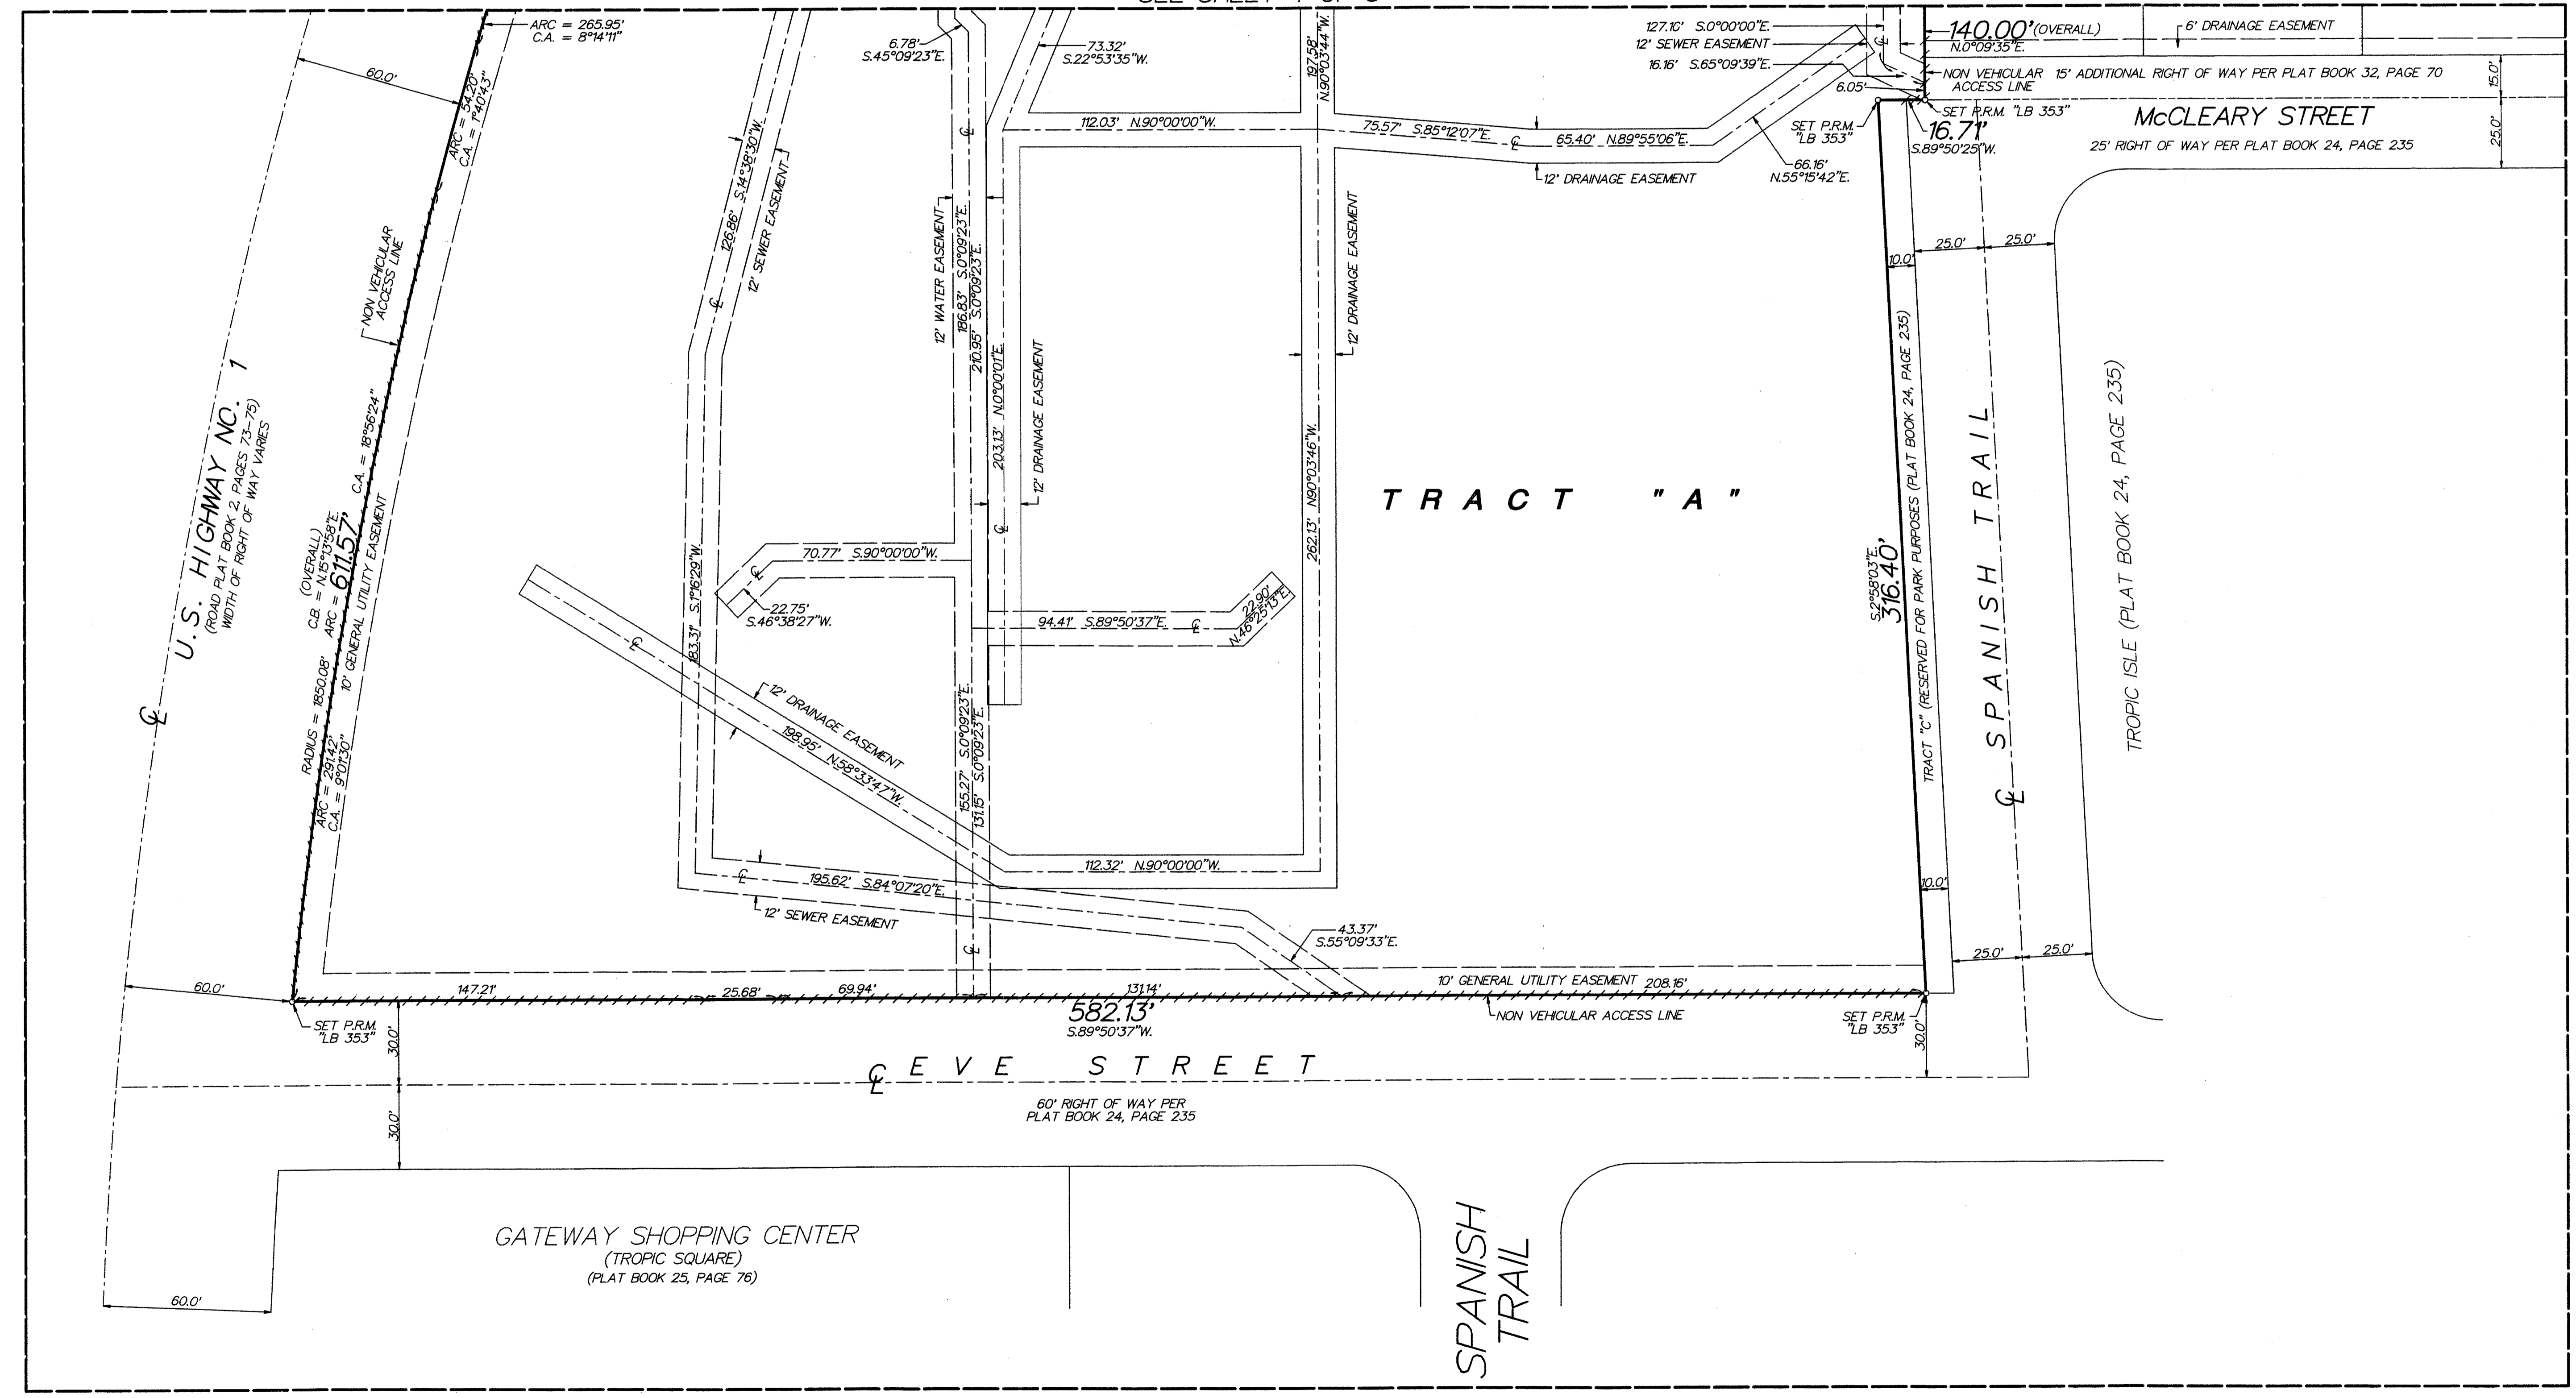 ARC = 265.95'
C.A. = 8°14'11"
60.0'
ARC = 54.20'
C.A. = 1°40'43"
6.78'
S.45°09'23"E.
73.32'
S.22°53'35"W.
197.58'
N.90°03'44"W.
127.16' S.0°00'00"E.
12' SEWER EASEMENT
16.16' S.65°09'39"E.
6.05'
140.00' (OVERALL)
N.0°09'35"E.
6' DRAINAGE EASEMENT
NON VEHICULAR
ACCESS LINE
15' ADDITIONAL RIGHT OF WAY PER PLAT BOOK 32, PAGE 70
15.0'
SET P.R.M. "LB 353"
SET P.R.M.
"LB 353"
16.71'
S.89°50'25"W.
McCLEARY STREET
25' RIGHT OF WAY PER PLAT BOOK 24, PAGE 235
25.0'
112.03' N.90°00'00"W.
75.57' S.85°12'07"E.
65.40' N.89°55'06"E.
66.16'
N.55°15'42"E.
12' DRAINAGE EASEMENT
126.86' S.14°38'30"W.
12' SEWER EASEMENT
12' WATER EASEMENT
186.83' S.0°09'23"E.
210.95' S.0°09'23"E.
203.13' N.0°00'01"E.
12' DRAINAGE EASEMENT
12' DRAINAGE EASEMENT
262.13' N90°03'46"W.
NON VEHICULAR
ACCESS LINE
25.0' 25.0'
10.0'
U.S. HIGHWAY NO. 1
(ROAD PLAT BOOK 2, PAGES 73-75)
WIDTH OF RIGHT OF WAY VARIES
(OVERALL)
C.B. = N.15°13'58"E.
RADIUS = 1850.08' ARC = 611.57' C.A. = 18°56'24"
ARC = 291.42'
C.A. = 9°01'30"
10' GENERAL UTILITY EASEMENT
TRACT "A"
S.2°58'03"E.
316.40'
TRACT "C" (RESERVED FOR PARK PURPOSES (PLAT BOOK 24, PAGE 235)
℄ SPANISH TRAIL
TROPIC ISLE (PLAT BOOK 24, PAGE 235)
183.31' S.1°16'29"W.
70.77' S.90°00'00"W.
22.75'
S.46°38'27"W.
94.41' S.89°50'37"E.
22.90'
N.46°25'13"E.
12' DRAINAGE EASEMENT
198.95' N.58°33'47"W.
155.27' S.0°09'23"E.
131.15' S.0°09'23"E.
112.32' N.90°00'00"W.
195.62' S.84°07'20"E.
12' SEWER EASEMENT
43.37'
S.55°09'33"E.
10.0'
25.0' 25.0'
60.0'
147.21' 25.68' 69.94' 131.14'
10' GENERAL UTILITY EASEMENT 208.16'
582.13'
S.89°50'37"W.
NON VEHICULAR ACCESS LINE
SET P.R.M.
"LB 353"
SET P.R.M.
"LB 353"
30.0'
30.0'
℄ EVE STREET
60' RIGHT OF WAY PER
PLAT BOOK 24, PAGE 235
30.0'
GATEWAY SHOPPING CENTER
(TROPIC SQUARE)
(PLAT BOOK 25, PAGE 76)
60.0'
SPANISH
TRAIL